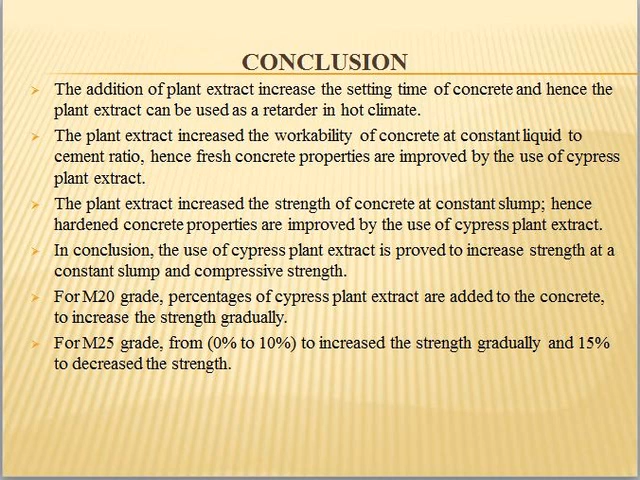 CONCLUSION
The addition of plant extract increase the setting time of concrete and hence the
plant extract can be used as a retarder in hot climate.
The plant extract increased the workability of concrete at constant liquid to
cement ratio, hence fresh concrete properties are improved by the use of cypress
plant extract.
The plant extract increased the strength of concrete at constant slump; hence
hardened concrete properties are improved by the use of cypress plant extract.
In conclusion, the use of cypress plant extract is proved to increase strength at a
constant slump and compressive strength.
For M20 grade, percentages of cypress plant extract are added to the concrete,
to increase the strength gradually.
For M25 grade, from (0% to 10%) to increased the strength gradually and 15%
to decreased the strength.